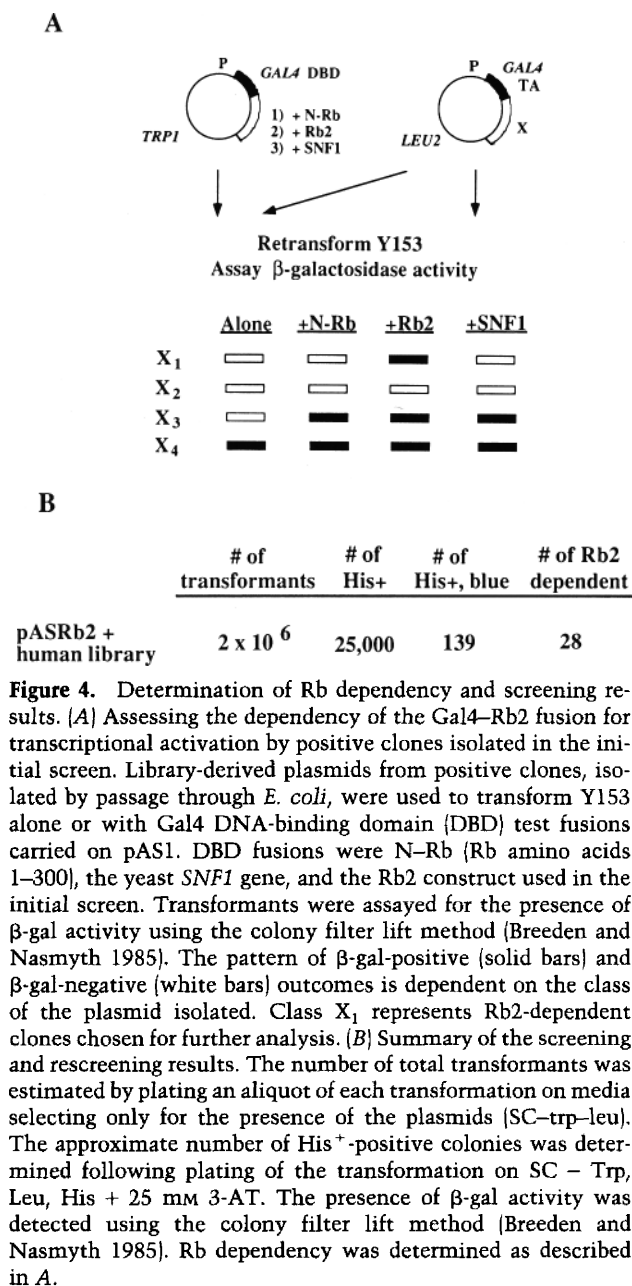 A
P
GAL4 DBD
1) + N-Rb
2) + Rb2
3) + SNF1
TRP1
P
GAL4
TA
X
LEU2
Retransform Y153
Assay β-galactosidase activity
Alone +N-Rb +Rb2 +SNF1
X1
X2
X3
X4
B
# of transformants # of His+ # of His+, blue # of Rb2 dependent
pASRb2 + human library 2 x 10 6 25,000 139 28
Figure 4. Determination of Rb dependency and screening re-
sults. (A) Assessing the dependency of the Gal4–Rb2 fusion for
transcriptional activation by positive clones isolated in the ini-
tial screen. Library-derived plasmids from positive clones, iso-
lated by passage through E. coli, were used to transform Y153
alone or with Gal4 DNA-binding domain (DBD) test fusions
carried on pAS1. DBD fusions were N–Rb (Rb amino acids
1–300), the yeast SNF1 gene, and the Rb2 construct used in the
initial screen. Transformants were assayed for the presence of
β-gal activity using the colony filter lift method (Breeden and
Nasmyth 1985). The pattern of β-gal-positive (solid bars) and
β-gal-negative (white bars) outcomes is dependent on the class
of the plasmid isolated. Class X1 represents Rb2-dependent
clones chosen for further analysis. (B) Summary of the screening
and rescreening results. The number of total transformants was
estimated by plating an aliquot of each transformation on media
selecting only for the presence of the plasmids (SC–trp–leu).
The approximate number of His+-positive colonies was deter-
mined following plating of the transformation on SC − Trp,
Leu, His + 25 mM 3-AT. The presence of β-gal activity was
detected using the colony filter lift method (Breeden and
Nasmyth 1985). Rb dependency was determined as described
in A.